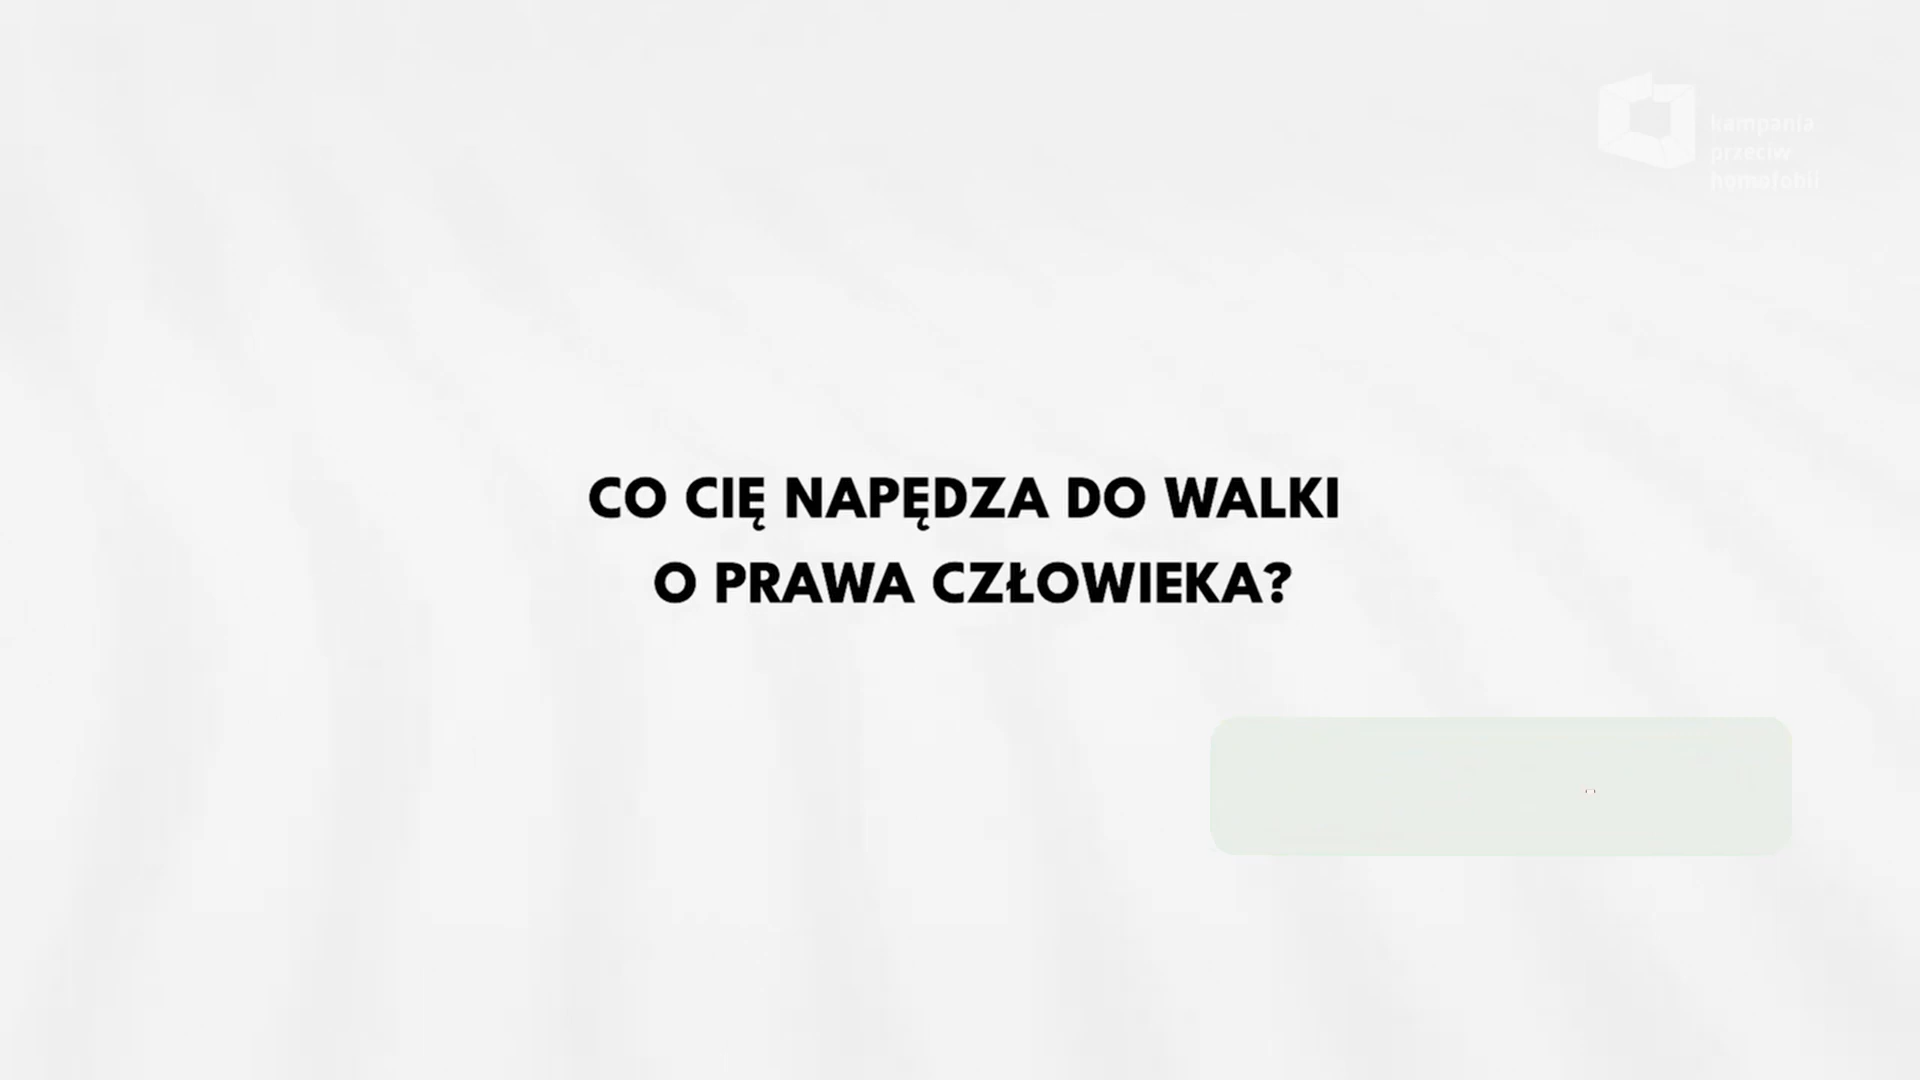 kampania
przeciw
homofobii
CO CIĘ NAPĘDZA DO WALKI
O PRAWA CZŁOWIEKA?